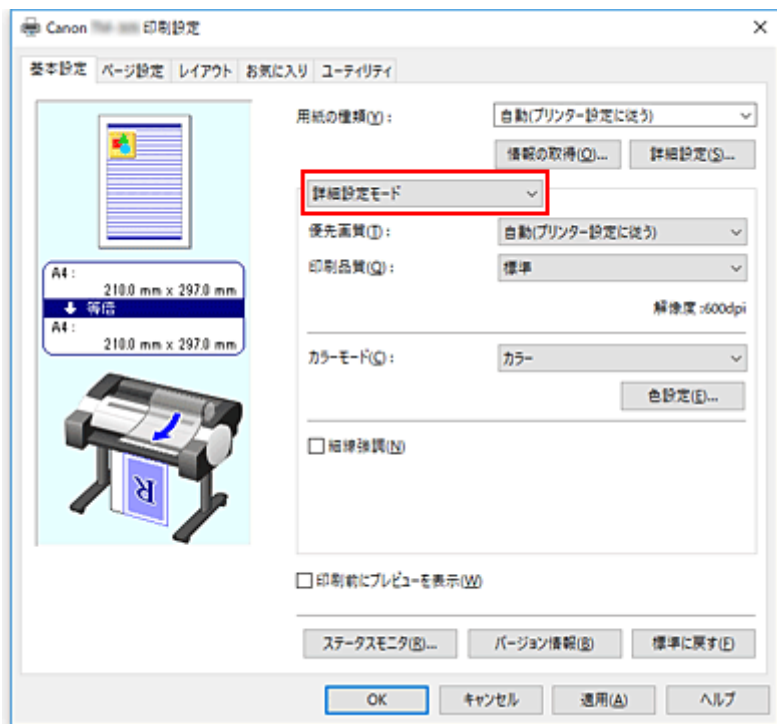 Canon 印刷設定
基本設定 ページ設定 レイアウト お気に入り ユーティリティ
用紙の種類(Y): 自動(プリンター設定に従う)
情報の取得(O)... 詳細設定(S)...
詳細設定モード
優先画質(T): 自動(プリンター設定に従う)
印刷品質(Q): 標準
解像度:600dpi
カラーモード(C): カラー
色設定(E)...
細線強調(N)
A4:
210.0 mm x 297.0 mm
等倍
A4:
210.0 mm x 297.0 mm
R
印刷前にプレビューを表示(W)
ステータスモニタ(R)... バージョン情報(B) 標準に戻す(F)
OK キャンセル 適用(A) ヘルプ